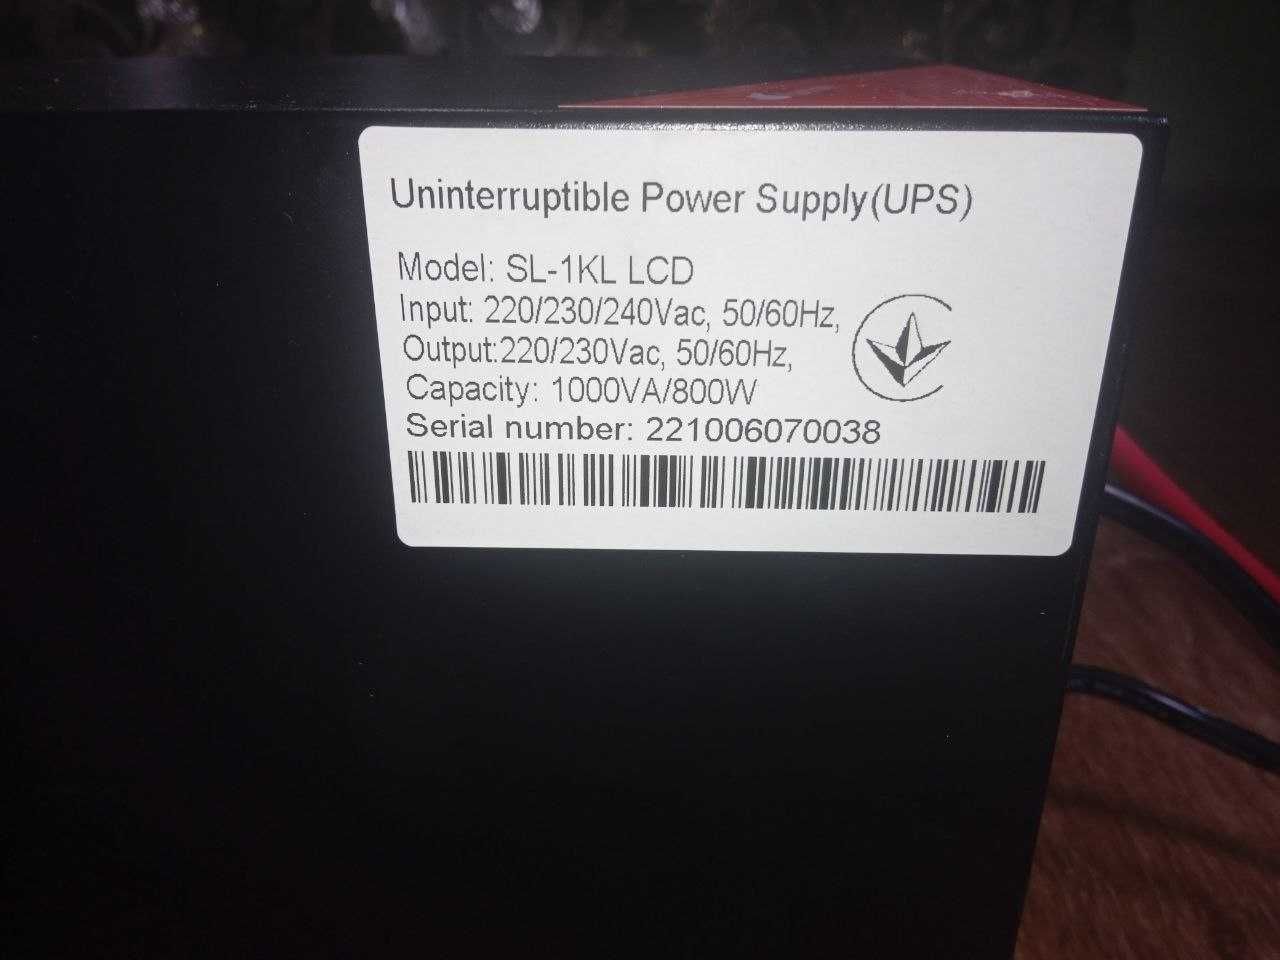 Uninterruptible Power Supply(UPS)
Model: SL-1KL LCD
Input: 220/230/240Vac, 50/60Hz,
Output:220/230Vac, 50/60Hz,
Capacity: 1000VA/800W
Serial number: 221006070038